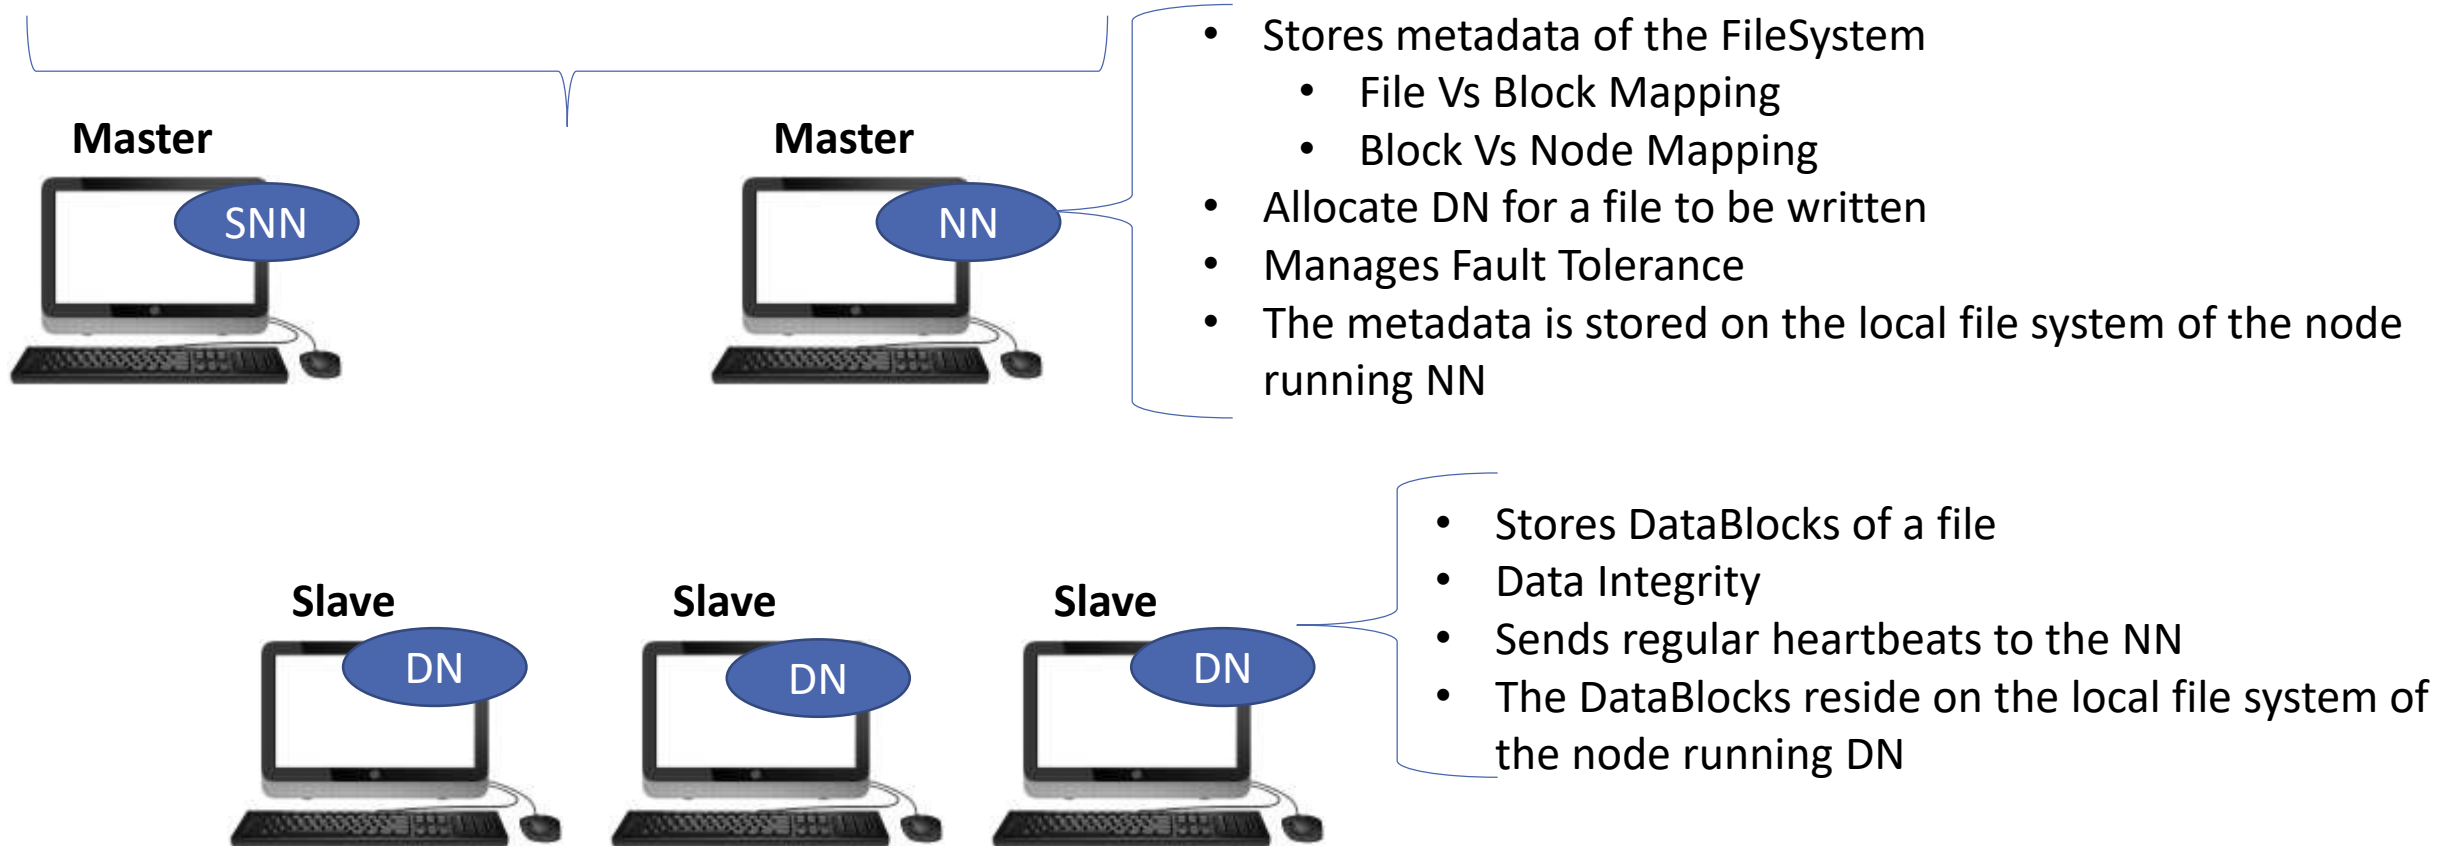 Master
SNN
Master
NN
• Stores metadata of the FileSystem
• File Vs Block Mapping
• Block Vs Node Mapping
• Allocate DN for a file to be written
• Manages Fault Tolerance
• The metadata is stored on the local file system of the node
running NN
Slave
DN
Slave
DN
Slave
DN
• Stores DataBlocks of a file
• Data Integrity
• Sends regular heartbeats to the NN
• The DataBlocks reside on the local file system of
the node running DN